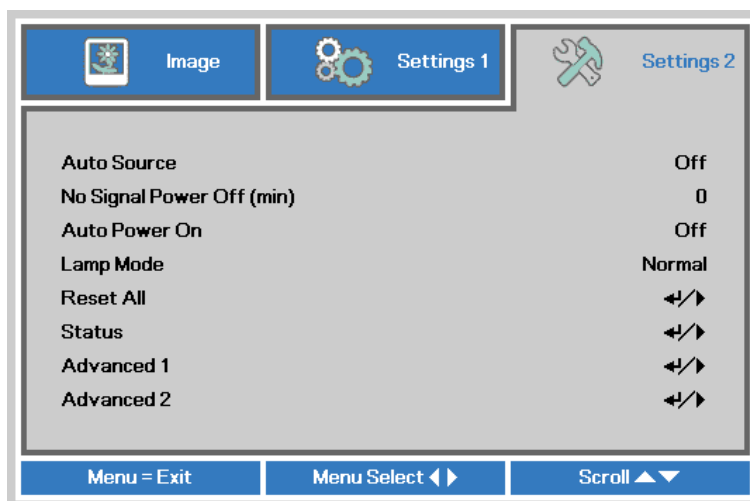 Image Settings 1 Settings 2
Auto Source Off
No Signal Power Off (min) 0
Auto Power On Off
Lamp Mode Normal
Reset All ↵/▶
Status ↵/▶
Advanced 1 ↵/▶
Advanced 2 ↵/▶
Menu = Exit Menu Select ◀▶ Scroll ▲▼